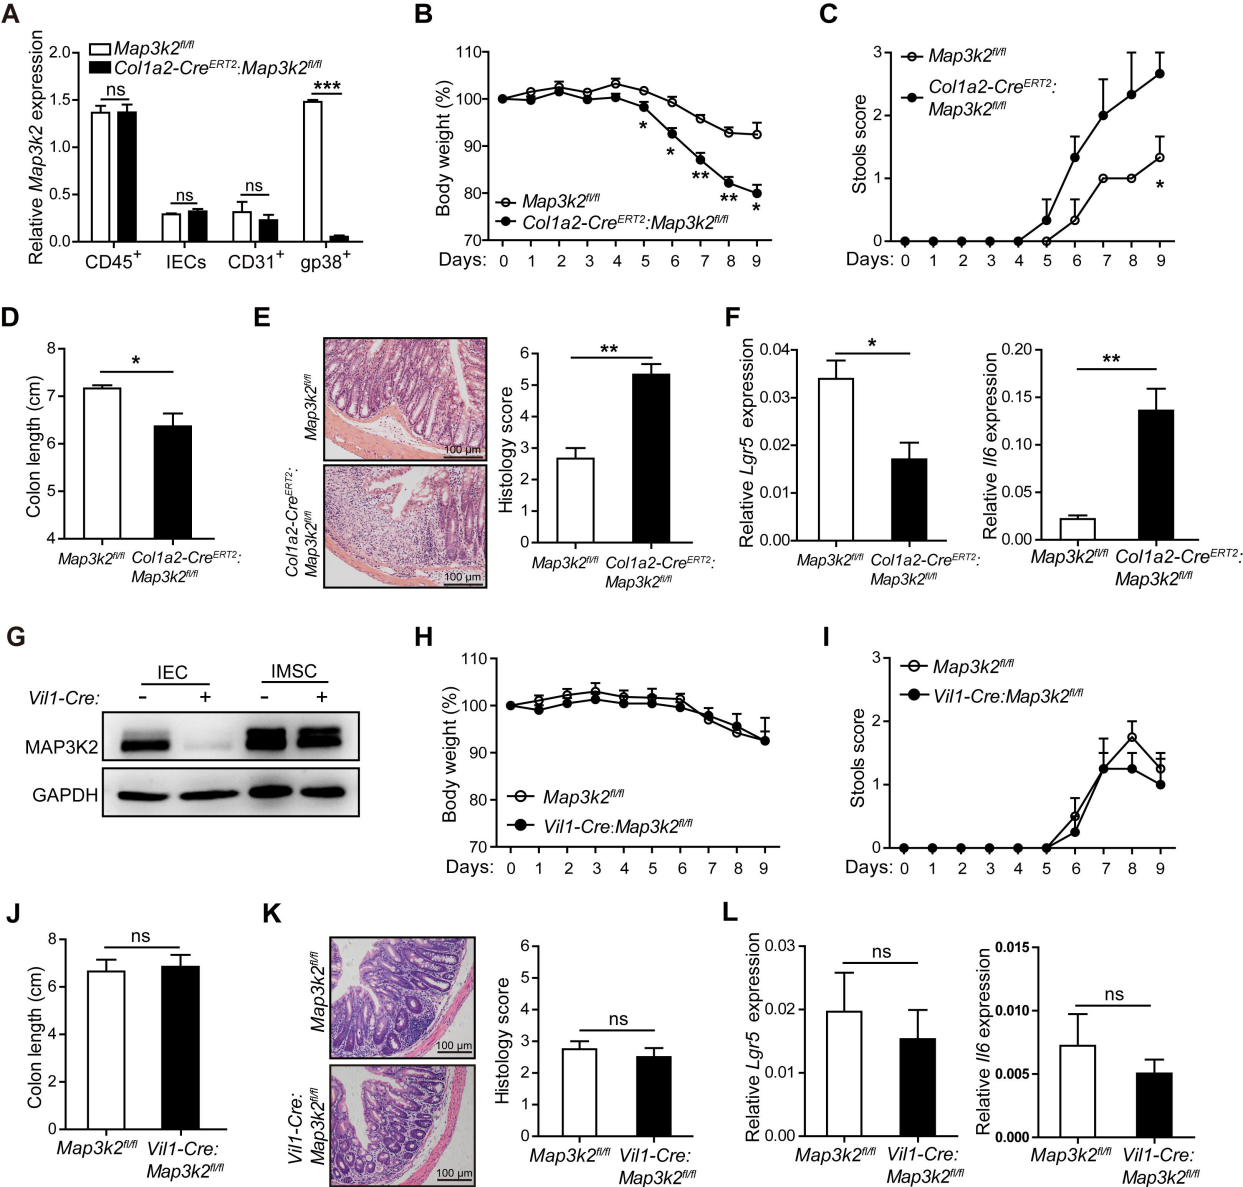 A
Relative Map3k2 expression
2.0
1.5
1.0
0.5
0.0
Map3k2fl/fl
Col1a2-CreERT2:Map3k2fl/fl
ns
ns
ns
***
CD45+ IECs CD31+ gp38+
B
Body weight (%)
110
100
90
80
70
* * ** ** *
Map3k2fl/fl
Col1a2-CreERT2:Map3k2fl/fl
Days: 0 1 2 3 4 5 6 7 8 9
C
Stools score
3
2
1
0
Map3k2fl/fl
Col1a2-CreERT2:
Map3k2fl/fl
*
Days: 0 1 2 3 4 5 6 7 8 9
D
Colon length (cm)
8
7
6
5
4
*
Map3k2fl/fl Col1a2-CreERT2:
Map3k2fl/fl
E
Map3k2fl/fl
100 µm
Col1a2-CreERT2:
Map3k2fl/fl
100 µm
Histology score
6
5
4
3
2
1
0
**
Map3k2fl/fl Col1a2-CreERT2:
Map3k2fl/fl
F
Relative Lgr5 expression
0.04
0.03
0.02
0.01
0.00
*
Map3k2fl/fl Col1a2-CreERT2:
Map3k2fl/fl
Relative Il6 expression
0.20
0.15
0.10
0.05
0.00
**
Map3k2fl/fl Col1a2-CreERT2:
Map3k2fl/fl
G
IEC IMSC
Vil1-Cre: - + - +
MAP3K2
GAPDH
H
Body weight (%)
110
100
90
80
70
Map3k2fl/fl
Vil1-Cre:Map3k2fl/fl
Days: 0 1 2 3 4 5 6 7 8 9
I
Stools score
3
2
1
0
Map3k2fl/fl
Vil1-Cre:Map3k2fl/fl
Days: 0 1 2 3 4 5 6 7 8 9
J
Colon length (cm)
8
6
4
2
0
ns
Map3k2fl/fl Vil1-Cre:
Map3k2fl/fl
K
Map3k2fl/fl
100 µm
Vil1-Cre:
Map3k2fl/fl
100 µm
Histology score
6
5
4
3
2
1
0
ns
Map3k2fl/fl Vil1-Cre:
Map3k2fl/fl
L
Relative Lgr5 expression
0.03
0.02
0.01
0.00
ns
Map3k2fl/fl Vil1-Cre:
Map3k2fl/fl
Relative Il6 expression
0.015
0.010
0.005
0.000
ns
Map3k2fl/fl Vil1-Cre:
Map3k2fl/fl